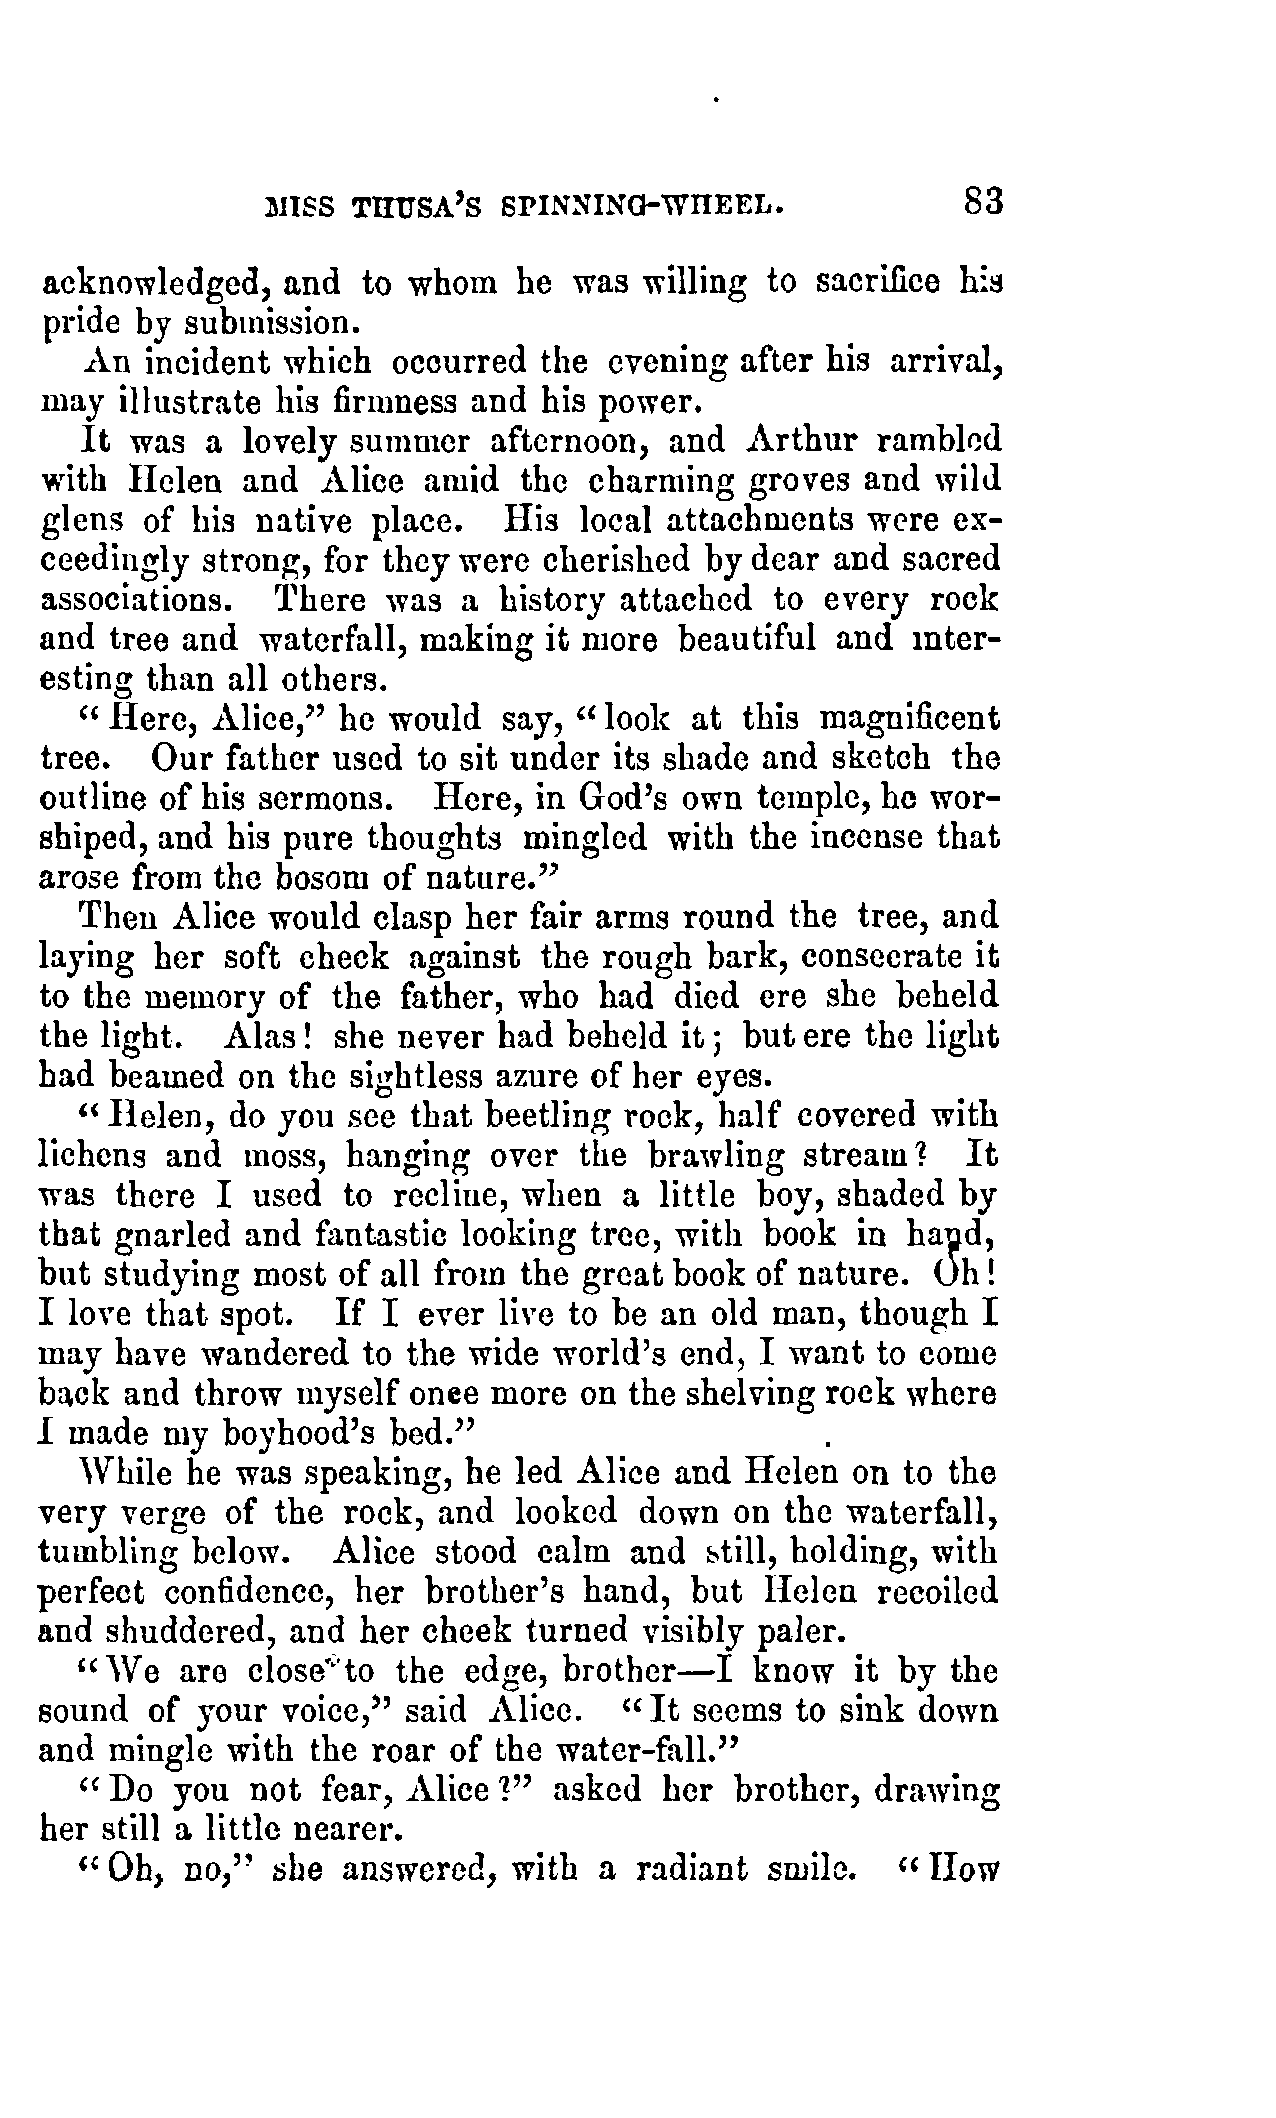 MISS THUSA'S SPINNING-WHEEL. 83
acknowledged, and to whom he was willing to sacrifice his
pride by submission.
An incident which occurred the evening after his arrival,
may illustrate his firmness and his power.
It was a lovely summer afternoon, and Arthur rambled
with Helen and Alice amid the charming groves and wild
glens of his native place. His local attachments were ex-
ceedingly strong, for they were cherished by dear and sacred
associations. There was a history attached to every rock
and tree and waterfall, making it more beautiful and inter-
esting than all others.
"Here, Alice," he would say, "look at this magnificent
tree. Our father used to sit under its shade and sketch the
outline of his sermons. Here, in God's own temple, he wor-
shiped, and his pure thoughts mingled with the incense that
arose from the bosom of nature."
Then Alice would clasp her fair arms round the tree, and
laying her soft cheek against the rough bark, consecrate it
to the memory of the father, who had died ere she beheld
the light. Alas! she never had beheld it; but ere the light
had beamed on the sightless azure of her eyes.
"Helen, do you see that beetling rock, half covered with
lichens and moss, hanging over the brawling stream? It
was there I used to recline, when a little boy, shaded by
that gnarled and fantastic looking tree, with book in hand,
but studying most of all from the great book of nature. Oh!
I love that spot. If I ever live to be an old man, though I
may have wandered to the wide world's end, I want to come
back and throw myself once more on the shelving rock where
I made my boyhood's bed."
While he was speaking, he led Alice and Helen on to the
very verge of the rock, and looked down on the waterfall,
tumbling below. Alice stood calm and still, holding, with
perfect confidence, her brother's hand, but Helen recoiled
and shuddered, and her cheek turned visibly paler.
"We are close to the edge, brother—I know it by the
sound of your voice," said Alice. "It seems to sink down
and mingle with the roar of the water-fall."
"Do you not fear, Alice?" asked her brother, drawing
her still a little nearer.
"Oh, no," she answered, with a radiant smile. "How